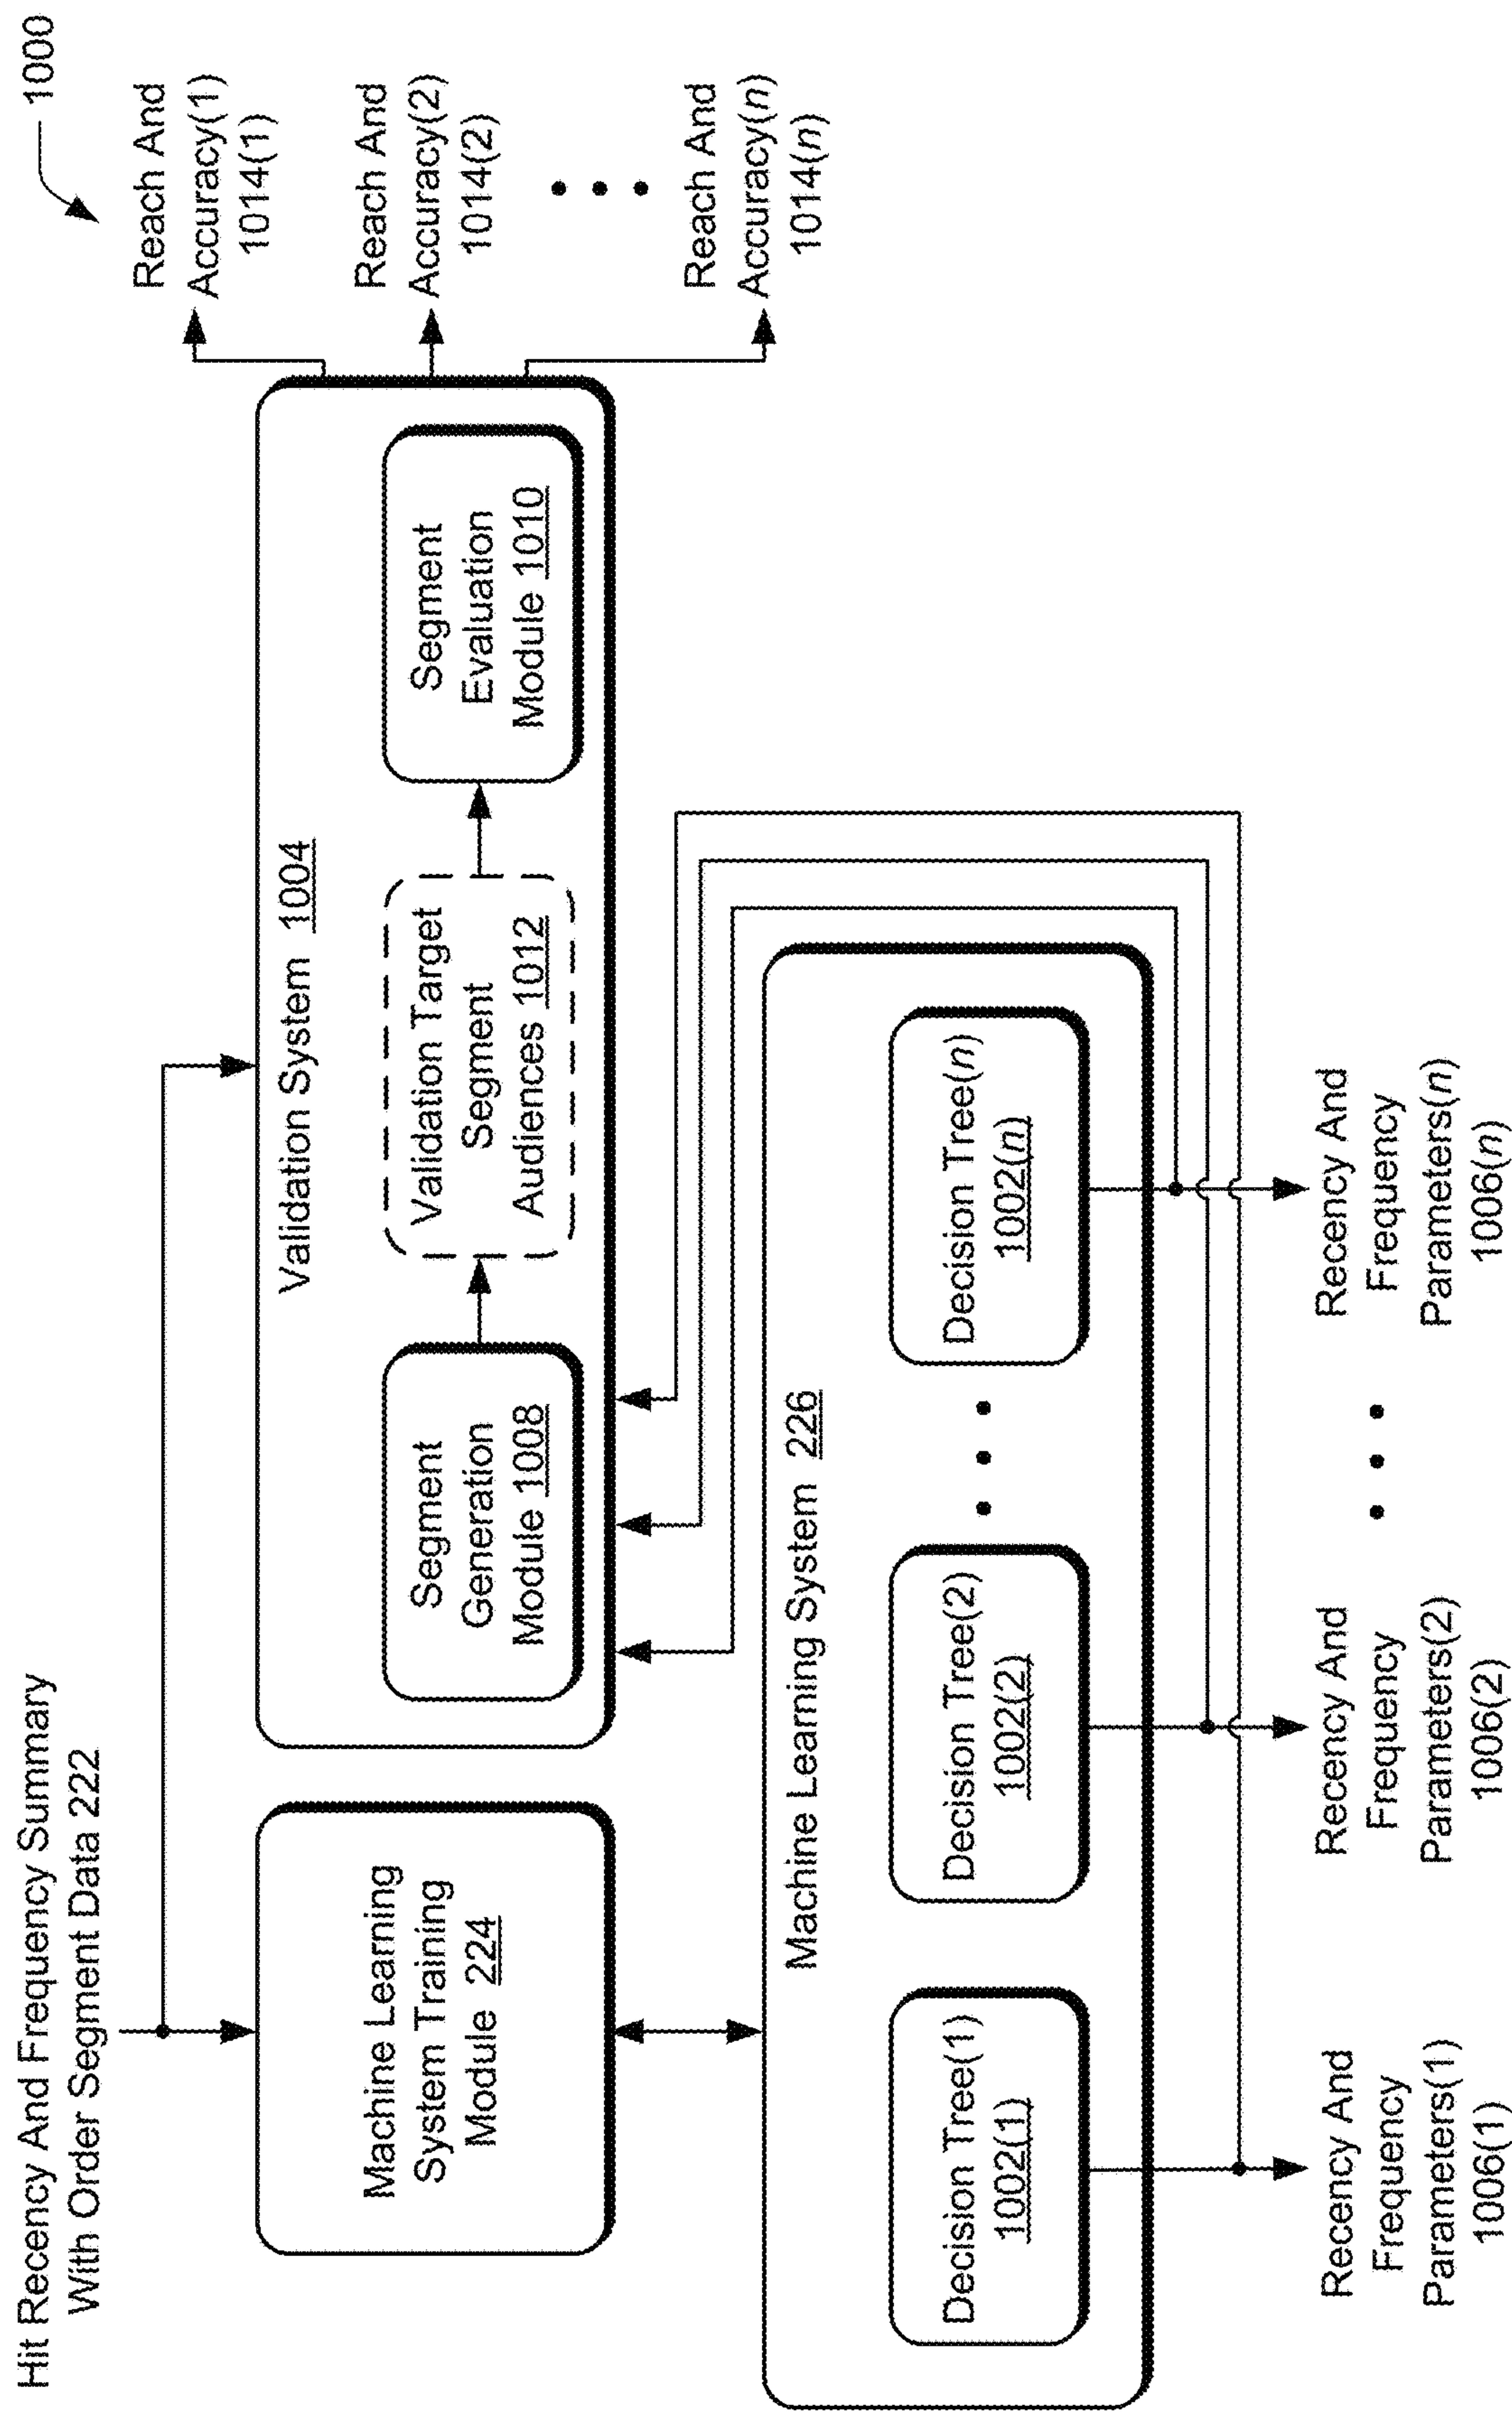 1000
Hit Recency And Frequency Summary
With Order Segment Data 222
Machine Learning
System Training
Module 224
Validation System 1004
Segment
Generation
Module 1008
Validation Target
Segment
Audiences 1012
Segment
Evaluation
Module 1010
Reach And
Accuracy(1)
1014(1)
Reach And
Accuracy(2)
1014(2)
Reach And
Accuracy(n)
1014(n)
Machine Learning System 226
Decision Tree(1)
1002(1)
Decision Tree(2)
1002(2)
Decision Tree(n)
1002(n)
Recency And
Frequency
Parameters(1)
1006(1)
Recency And
Frequency
Parameters(2)
1006(2)
Recency And
Frequency
Parameters(n)
1006(n)